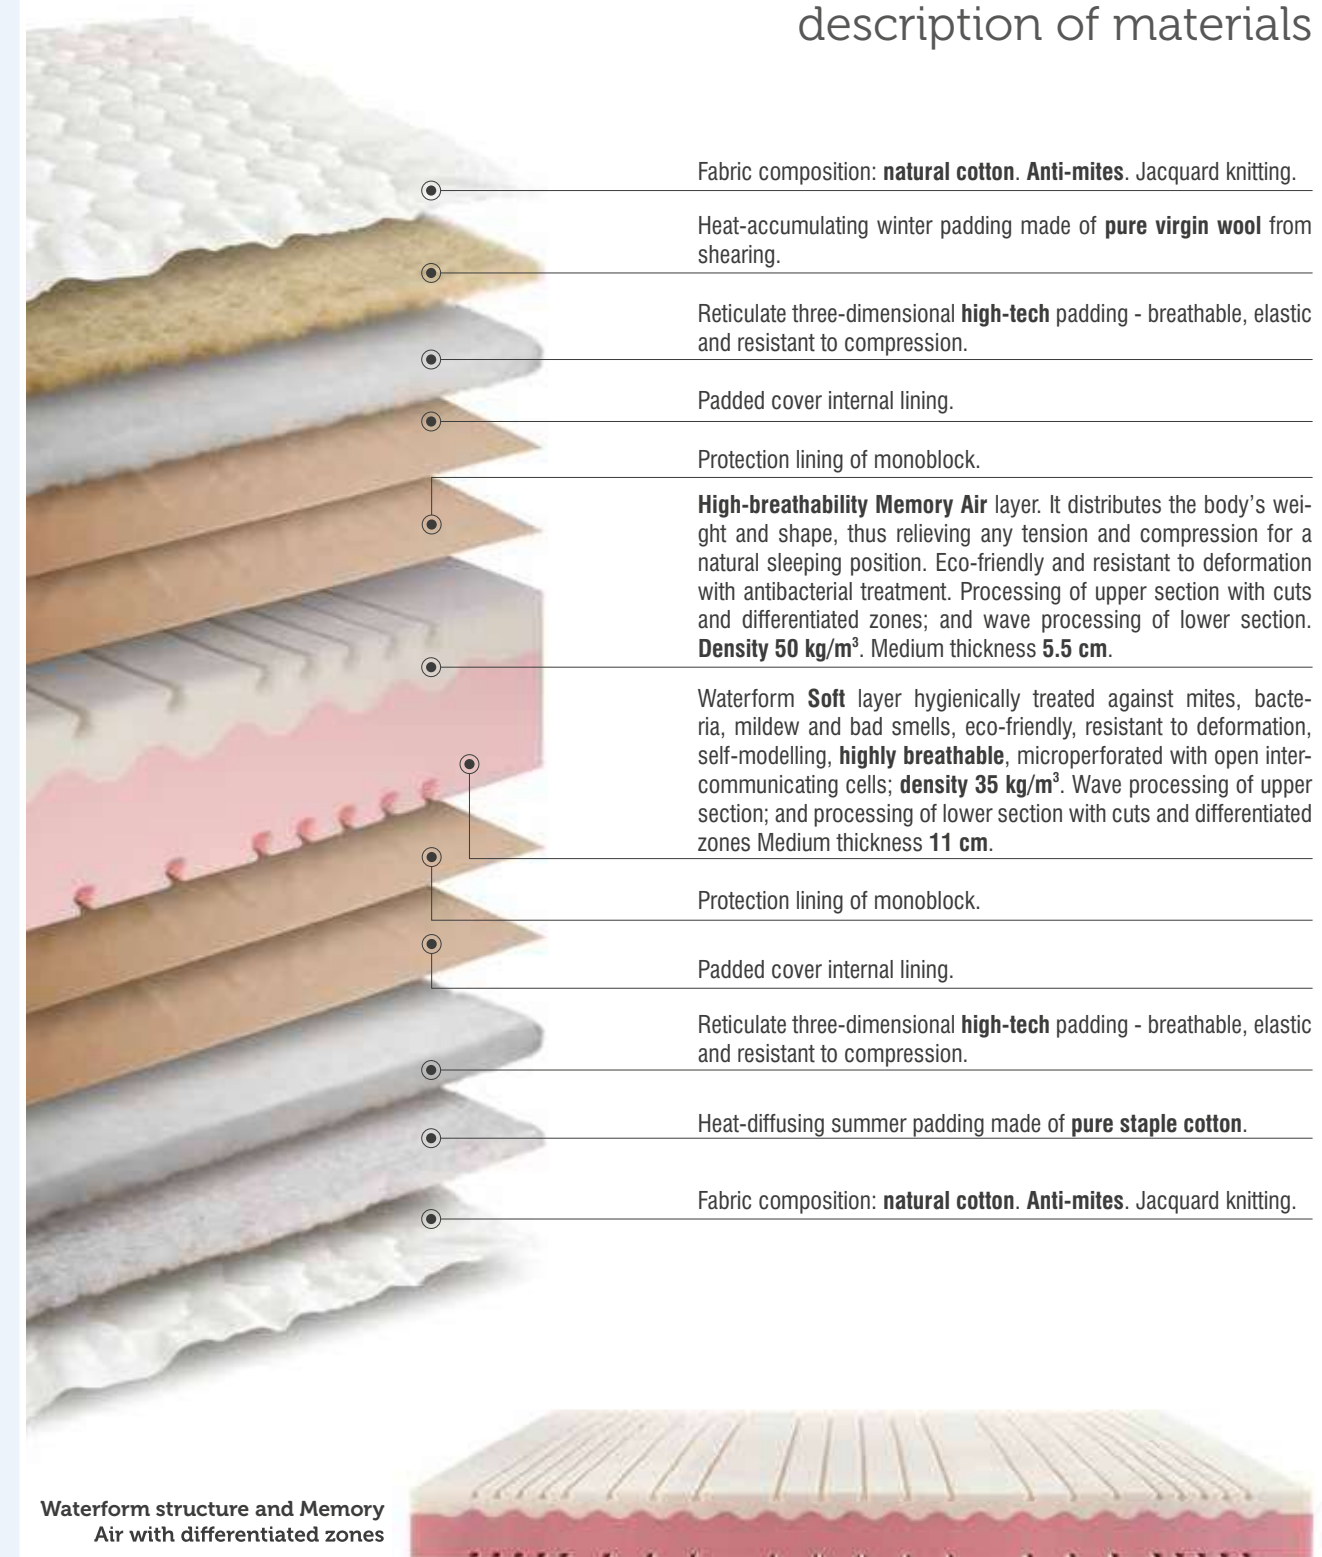 description of materials
Fabric composition: natural cotton. Anti-mites. Jacquard knitting.
Heat-accumulating winter padding made of pure virgin wool from
shearing.
Reticulate three-dimensional high-tech padding - breathable, elastic
and resistant to compression.
Padded cover internal lining.
Protection lining of monoblock.
High-breathability Memory Air layer. It distributes the body's wei-
ght and shape, thus relieving any tension and compression for a
natural sleeping position. Eco-friendly and resistant to deformation
with antibacterial treatment. Processing of upper section with cuts
and differentiated zones; and wave processing of lower section.
Density 50 kg/m³. Medium thickness 5.5 cm.
Waterform Soft layer hygienically treated against mites, bacte-
ria, mildew and bad smells, eco-friendly, resistant to deformation,
self-modelling, highly breathable, microperforated with open inter-
communicating cells; density 35 kg/m³. Wave processing of upper
section; and processing of lower section with cuts and differentiated
zones Medium thickness 11 cm.
Protection lining of monoblock.
Padded cover internal lining.
Reticulate three-dimensional high-tech padding - breathable, elastic
and resistant to compression.
Heat-diffusing summer padding made of pure staple cotton.
Fabric composition: natural cotton. Anti-mites. Jacquard knitting.
Waterform structure and Memory
Air with differentiated zones